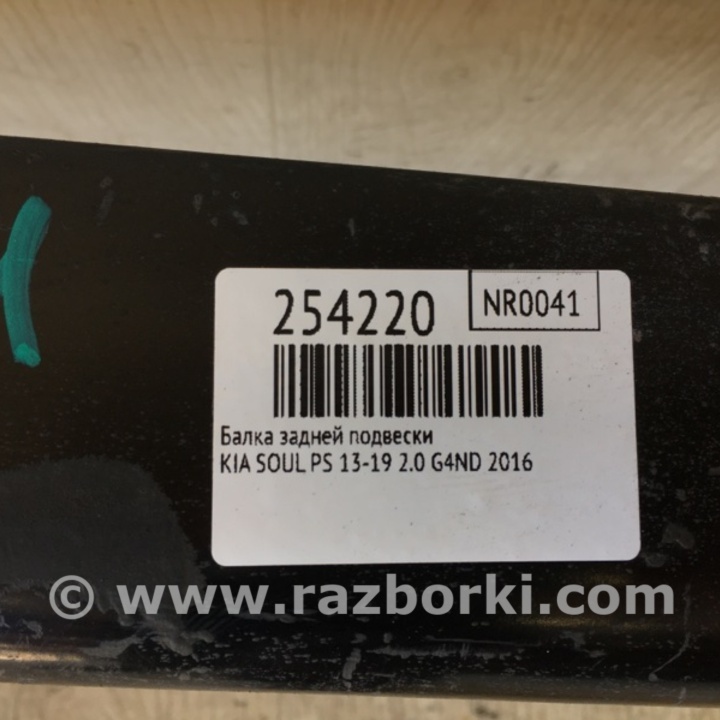 254220
NR0041
Балка задней подвески
KIA SOUL PS 13-19 2.0 G4ND 2016
© www.razborki.com